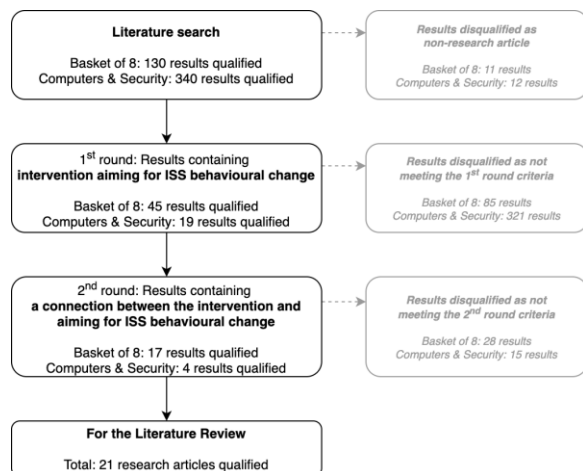 Literature search
Basket of 8: 130 results qualified
Computers & Security: 340 results qualified
Results disqualified as
non-research article
Basket of 8: 11 results
Computers & Security: 12 results
1st round: Results containing
intervention aiming for ISS behavioural change
Basket of 8: 45 results qualified
Computers & Security: 19 results qualified
Results disqualified as not
meeting the 1st round criteria
Basket of 8: 85 results
Computers & Security: 321 results
2nd round: Results containing
a connection between the intervention and
aiming for ISS behavioural change
Basket of 8: 17 results qualified
Computers & Security: 4 results qualified
Results disqualified as not
meeting the 2nd round criteria
Basket of 8: 28 results
Computers & Security: 15 results
For the Literature Review
Total: 21 research articles qualified